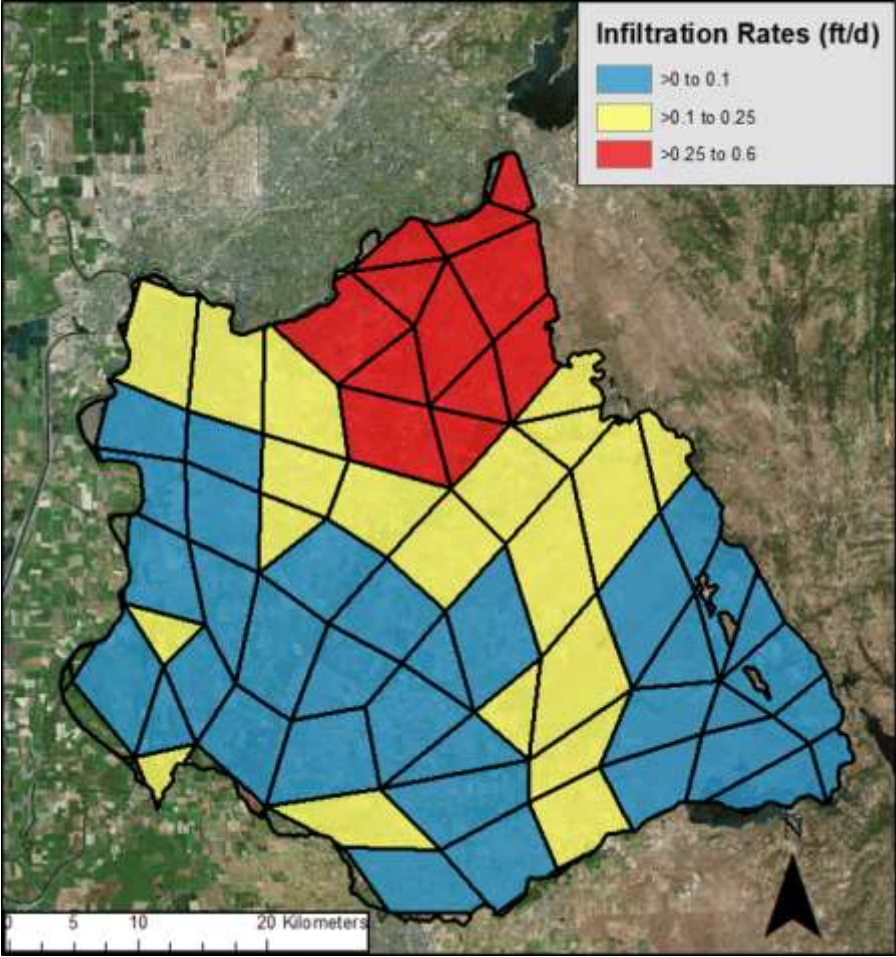 Infiltration Rates (ft/d)
>0 to 0.1
>0.1 to 0.25
>0.25 to 0.6
N
0 5 10 20 Kilometers